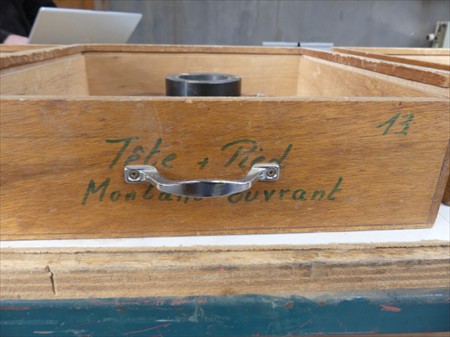 Tête + Pied
Montant ouvrant